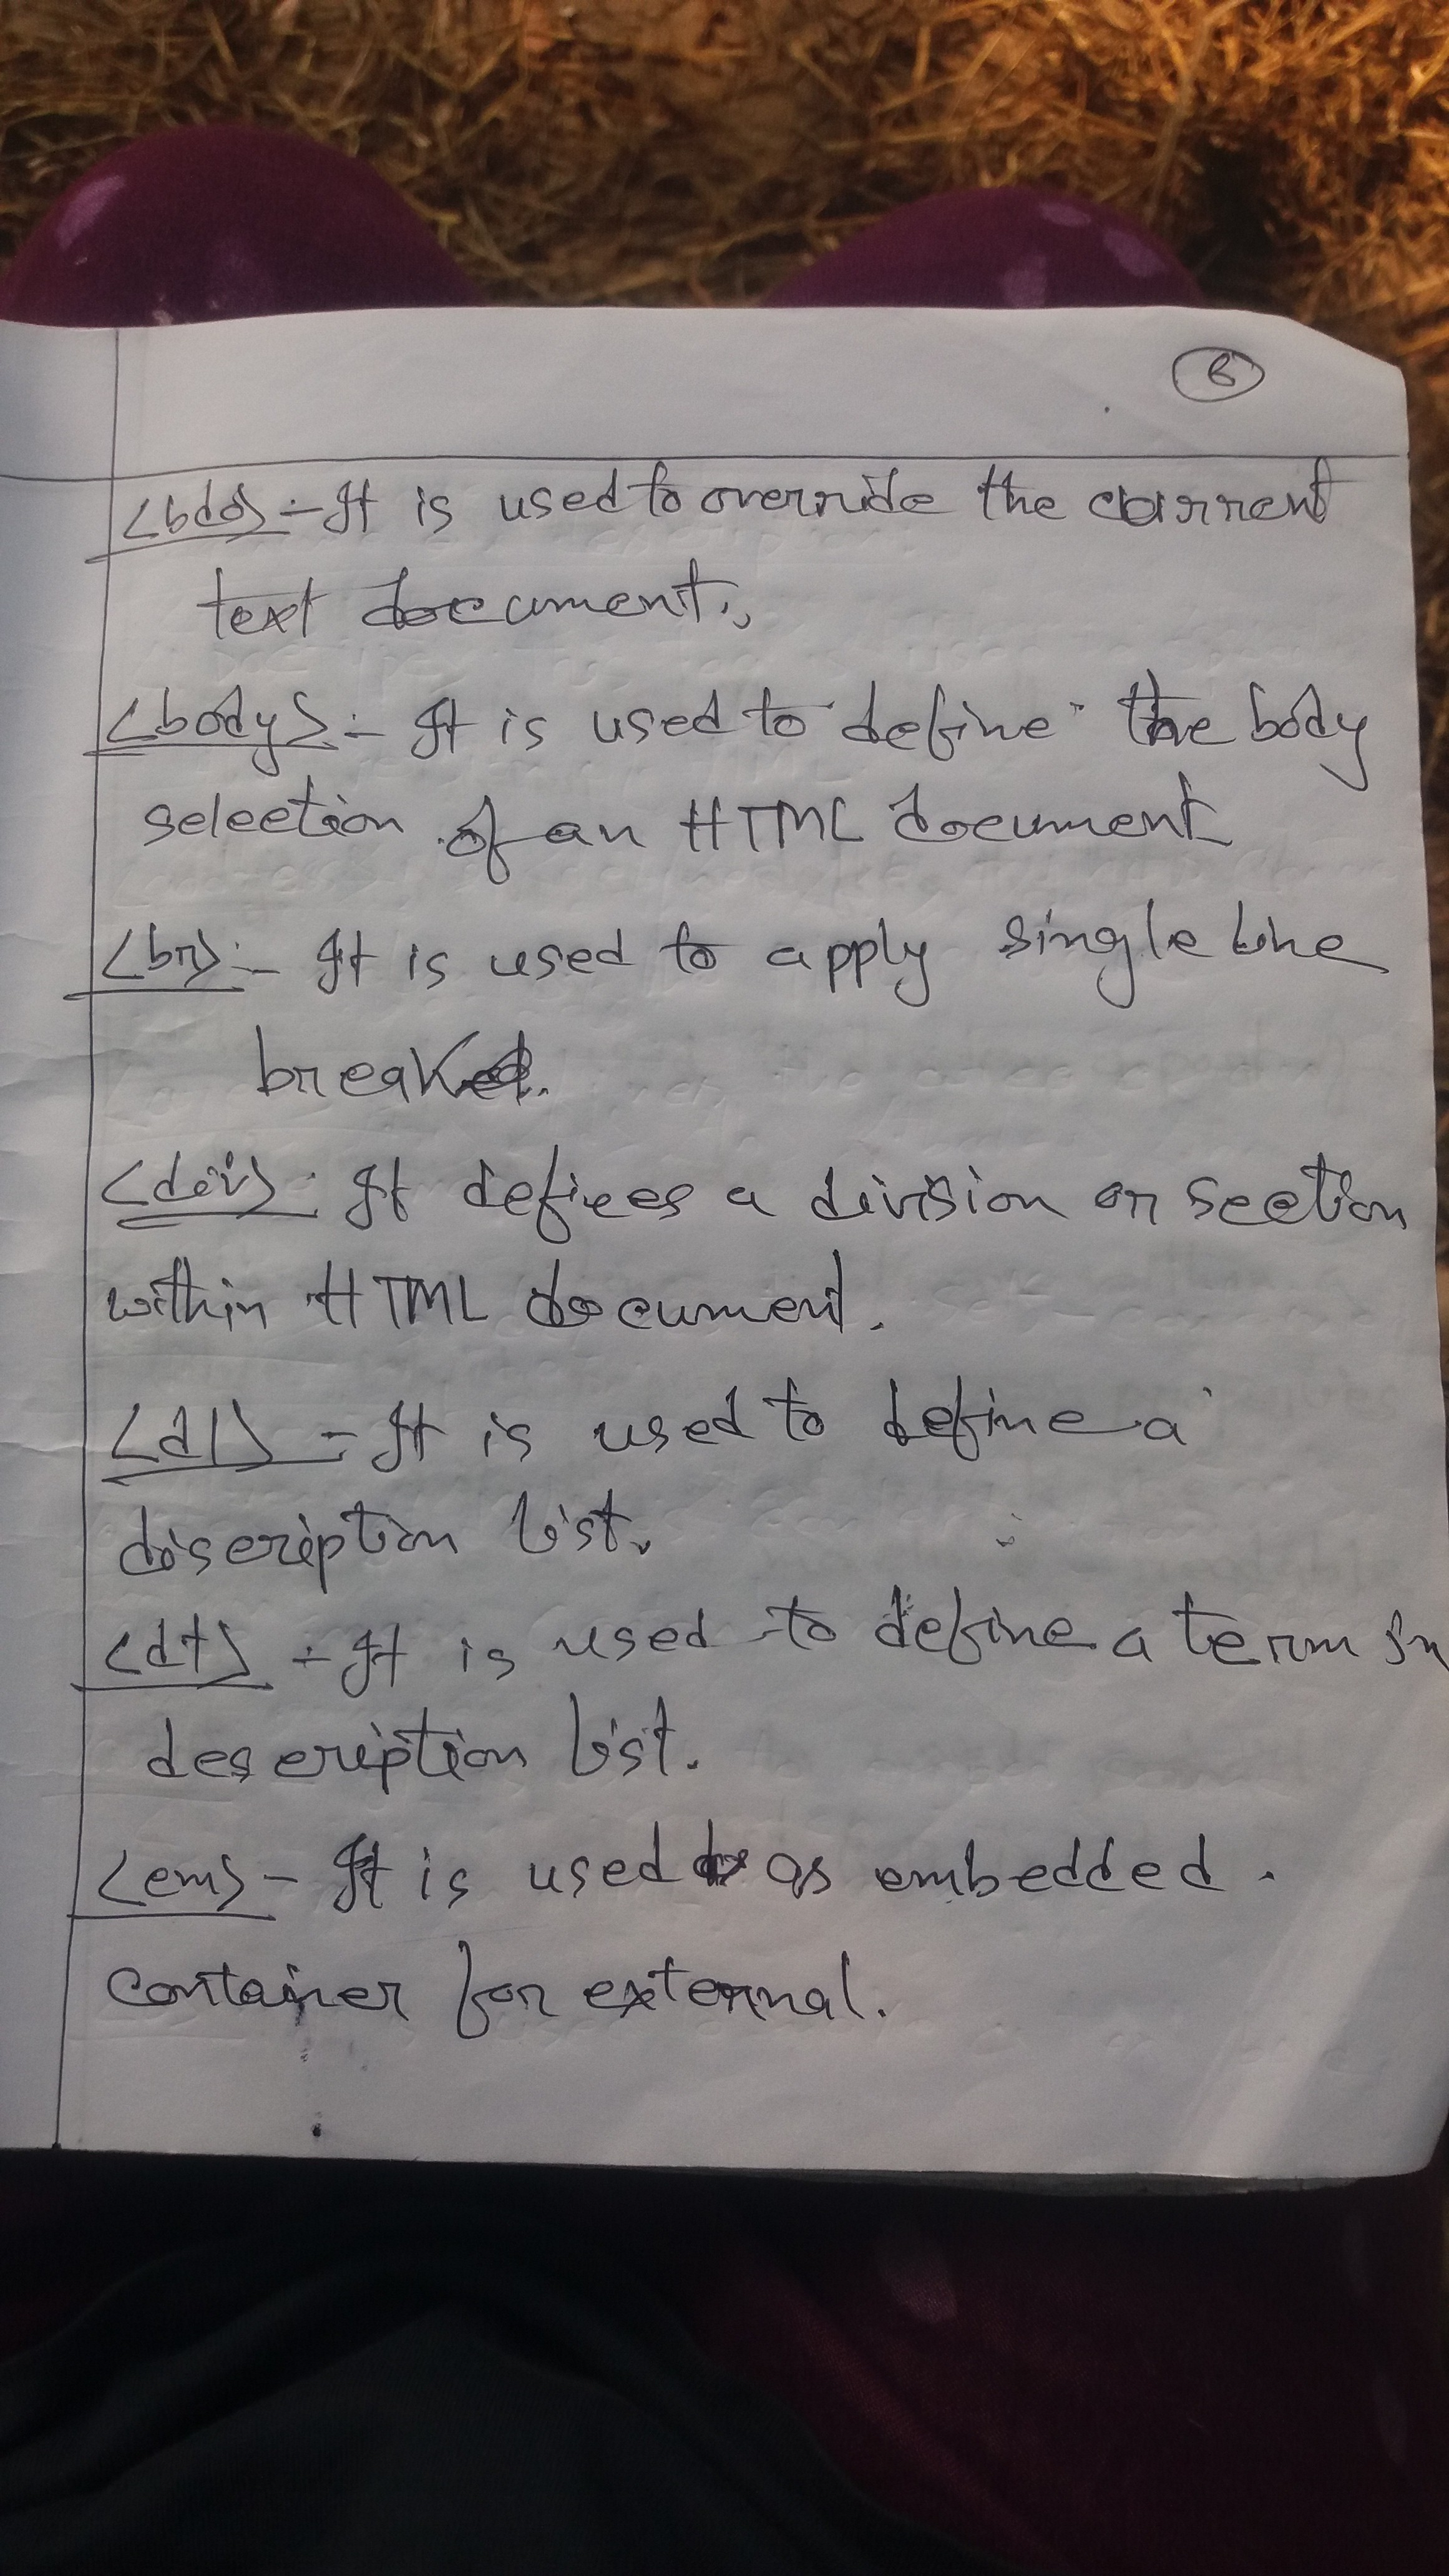 6
<bdo> :- It is used to override the current
text document.
<body> :- It is used to define the body
selection of an HTML document
<br> :- It is used to apply single line
break
<div> : It defines a division or section
within HTML document.
<dl> :- It is used to define a
discription list.
<dt> :- It is used to define a term in
description list.
<em> - It is used as embedded.
container for external.